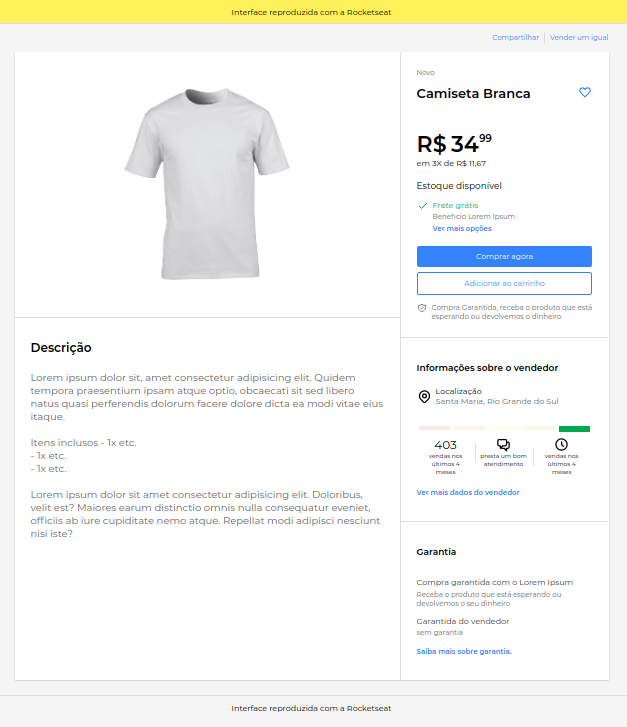 Interface reproduzida com a Rocketseat
Compartilhar
Vender um igual
Novo
Camiseta Branca
R$ 34 99
em 3X de R$ 11,67
Estoque disponível
Frete grátis
Benefício Lorem Ipsum
Ver mais opções
Comprar agora
Adicionar ao carrinho
Compra Garantida, receba o produto que está
esperando ou devolvemos o dinheiro
Descrição
Lorem ipsum dolor sit, amet consectetur adipisicing elit. Quidem
tempora praesentium ipsam atque optio, obcaecati sit sed libero
natus quasi perferendis dolorum facere dolore dicta ea modi vitae eius
itaque.
Itens inclusos - 1x etc.
- 1x etc.
- 1x etc.
Lorem ipsum dolor sit amet consectetur adipisicing elit. Doloribus,
velit est? Maiores earum distinctio omnis nulla consequatur eveniet,
officiis ab iure cupiditate nemo atque. Repellat modi adipisci nesciunt
nisi iste?
Informações sobre o vendedor
Localização
Santa Maria, Rio Grande do Sul
403
vendas nos
últimos 4
meses
presta um bom
atendimento
vendas nos
últimos 4
meses
Ver mais dados do vendedor
Garantia
Compra garantida com o Lorem Ipsum
Receba o produto que está esperando ou
devolvemos o seu dinheiro
Garantida do vendedor
sem garantia
Saiba mais sobre garantia.
Interface reproduzida com a Rocketseat